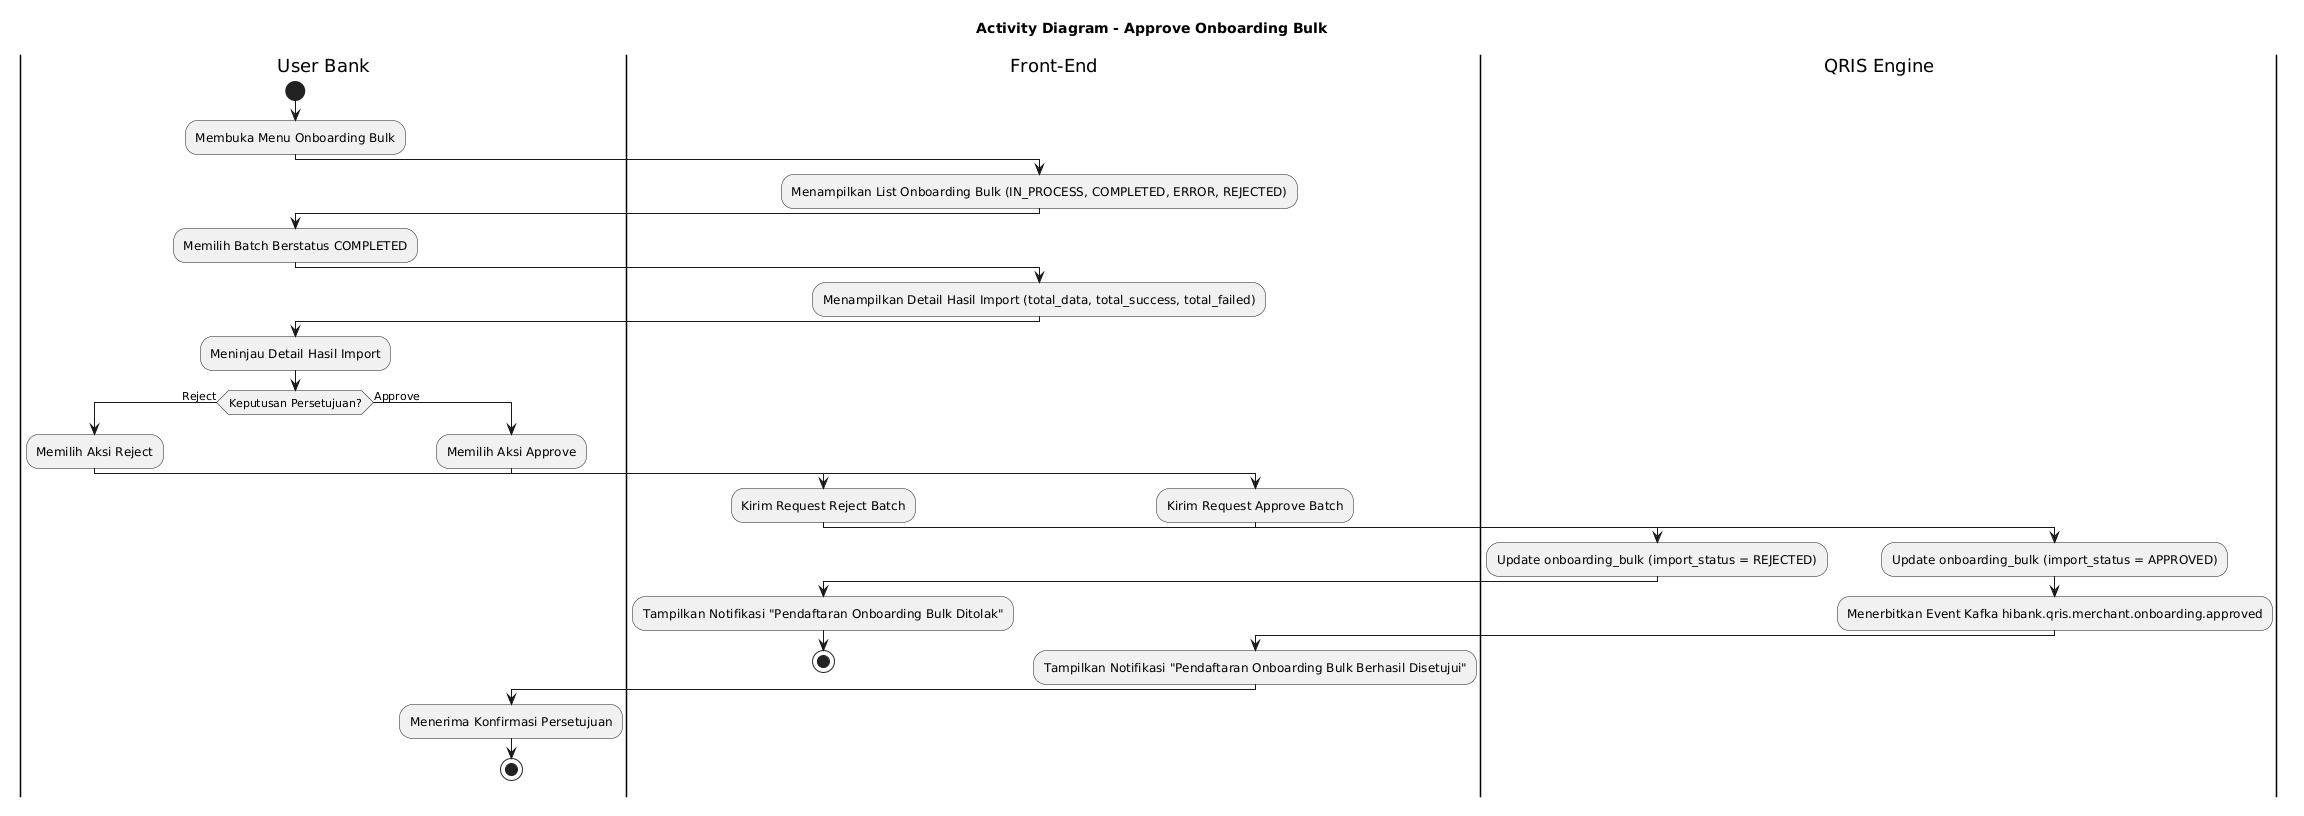 Activity Diagram - Approve Onboarding Bulk
User Bank
Front-End
QRIS Engine
Membuka Menu Onboarding Bulk
Menampilkan List Onboarding Bulk (IN_PROCESS, COMPLETED, ERROR, REJECTED)
Memilih Batch Berstatus COMPLETED
Menampilkan Detail Hasil Import (total_data, total_success, total_failed)
Meninjau Detail Hasil Import
Reject
Keputusan Persetujuan?
Approve
Memilih Aksi Reject
Memilih Aksi Approve
Kirim Request Reject Batch
Kirim Request Approve Batch
Update onboarding_bulk (import_status = REJECTED)
Update onboarding_bulk (import_status = APPROVED)
Tampilkan Notifikasi "Pendaftaran Onboarding Bulk Ditolak"
Menerbitkan Event Kafka hibank.qris.merchant.onboarding.approved
Tampilkan Notifikasi "Pendaftaran Onboarding Bulk Berhasil Disetujui"
Menerima Konfirmasi Persetujuan